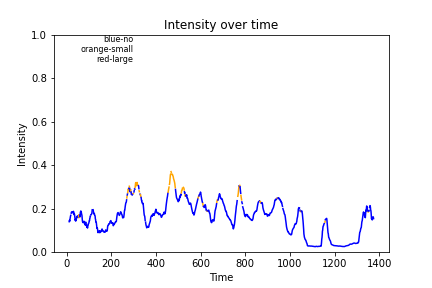 Intensity over time
blue-no
orange-small
red-large
Intensity
1.0
0.8
0.6
0.4
0.2
0.0
0 200 400 600 800 1000 1200 1400
Time